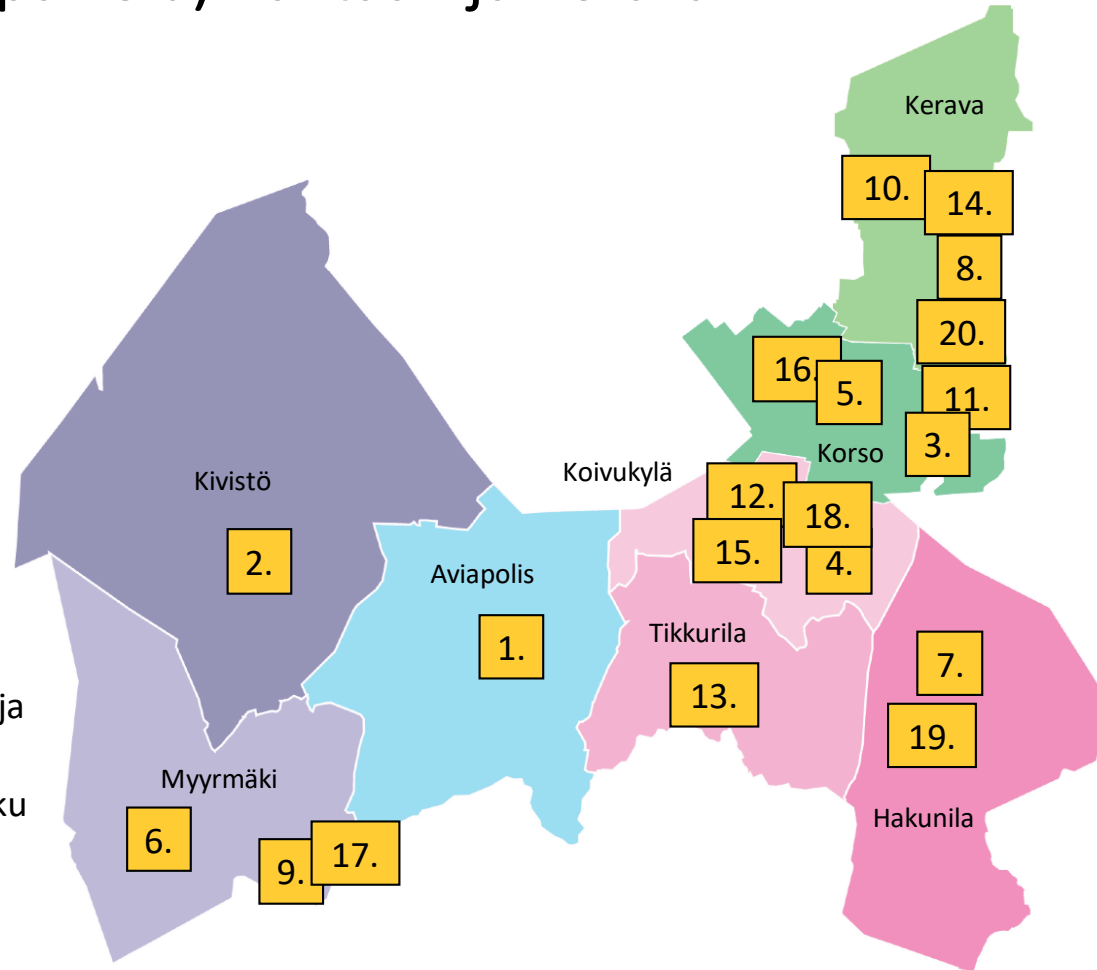 Kerava
10.
14.
8.
20.
16.
5.
11.
3.
Korso
Koivukylä
Kivistö
12.
18.
15.
4.
2.
Aviapolis
1.
Tikkurila
13.
7.
19.
ja
Myyrmäki
ku
Hakunila
6.
9.
17.